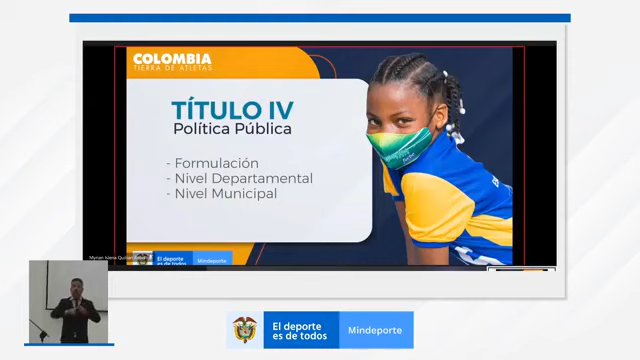 COLOMBIA
TIERRA DE ATLETAS
TÍTULO IV
Política Pública
- Formulación
- Nivel Departamental
- Nivel Municipal
El deporte
es de todos
Mindeporte
El deporte
es de todos
Mindeporte